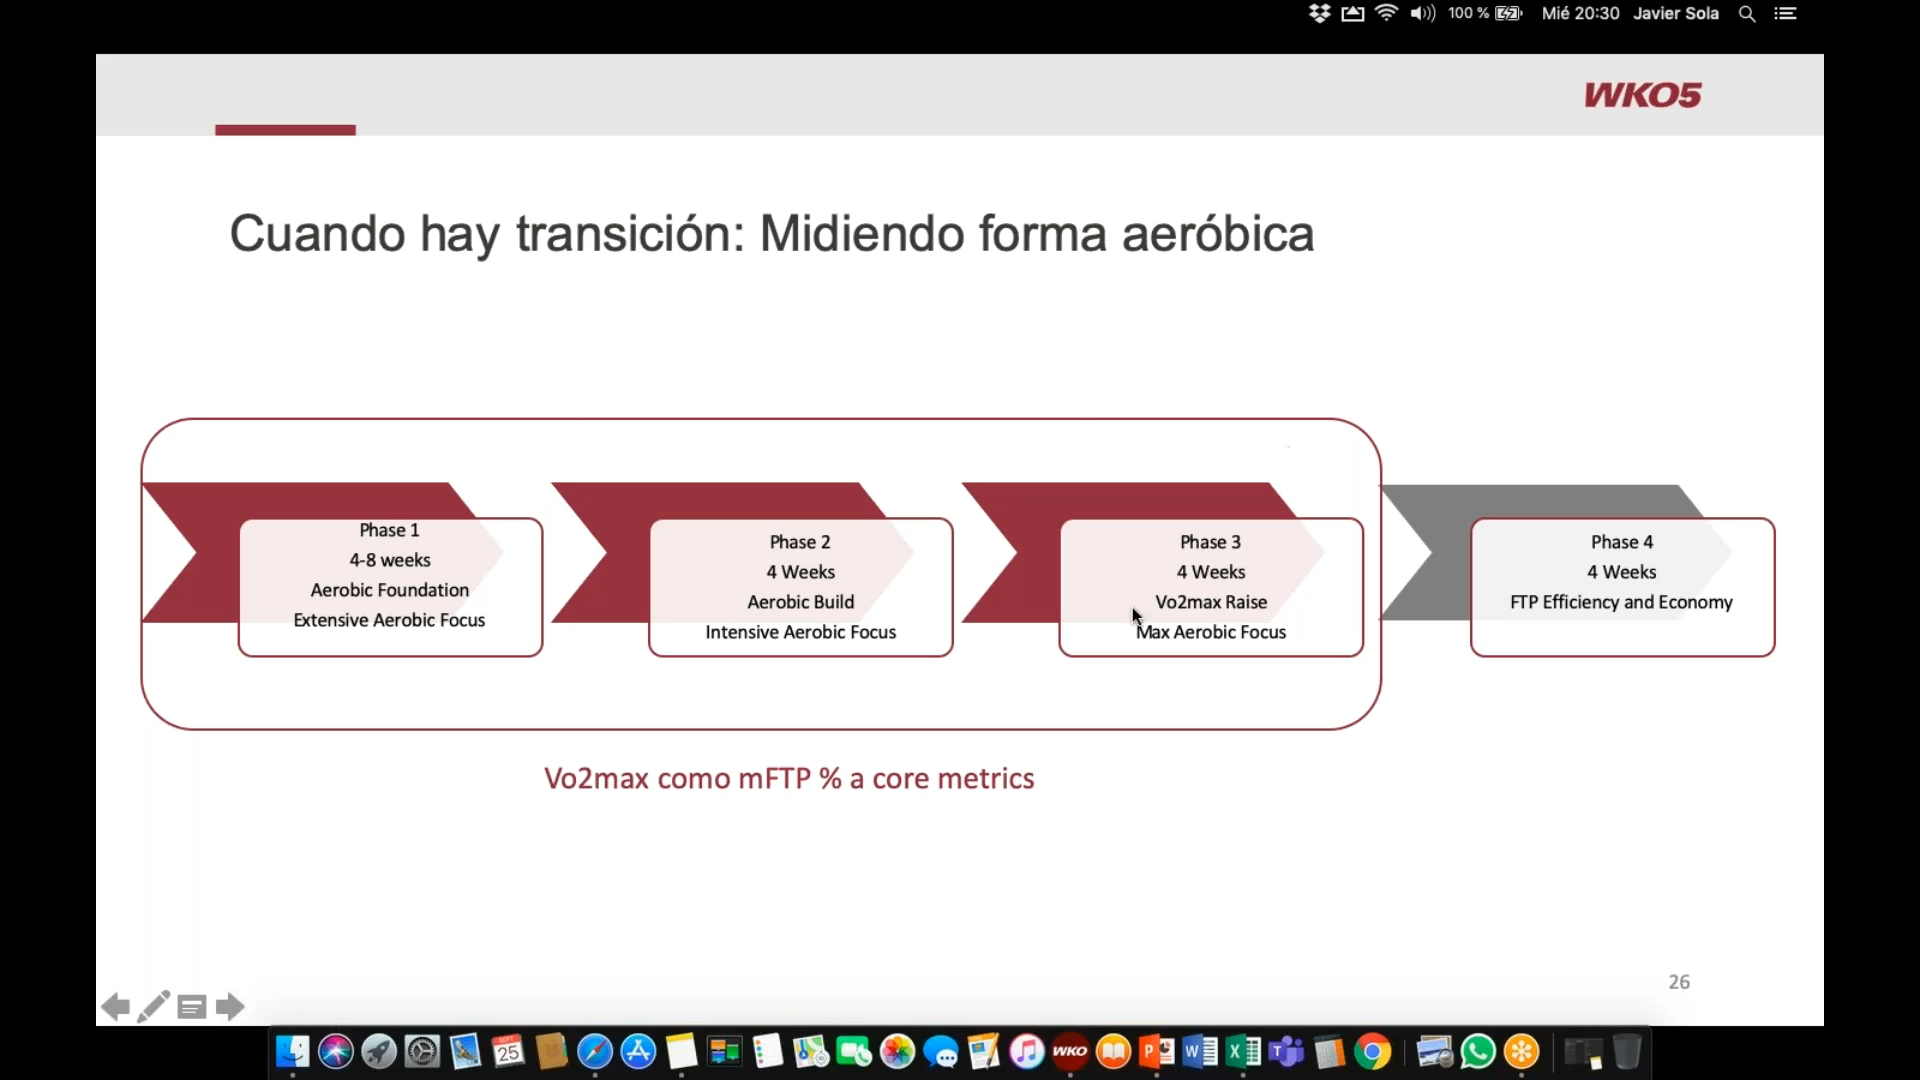 100 % Mié 20:30 Javier Sola
WKO5
Cuando hay transición: Midiendo forma aeróbica
Phase 1
4-8 weeks
Aerobic Foundation
Extensive Aerobic Focus
Phase 2
4 Weeks
Aerobic Build
Intensive Aerobic Focus
Phase 3
4 Weeks
Vo2max Raise
Max Aerobic Focus
Phase 4
4 Weeks
FTP Efficiency and Economy
Vo2max como mFTP % a core metrics
26
SEPT
25
WKO
P
W
X
T